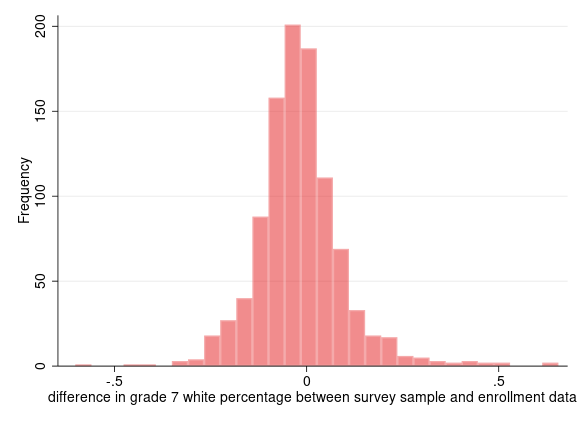 200
150
100
50
0
Frequency
-.5 0 .5
difference in grade 7 white percentage between survey sample and enrollment data